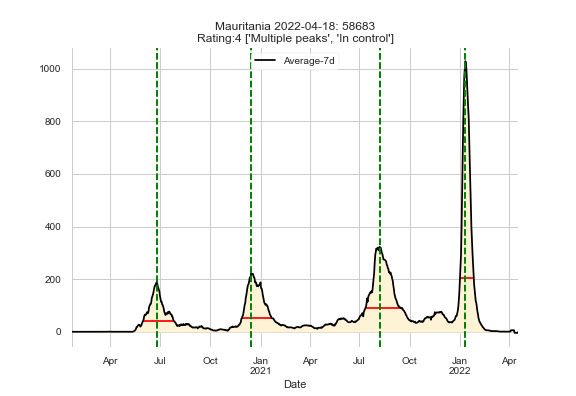 Mauritania 2022-04-18: 58683
Rating:4 ['Multiple peaks', 'In control']
Average-7d
1000
800
600
400
200
0
Apr
Jul
Oct
Jan
2021
Apr
Jul
Oct
Jan
2022
Apr
Date